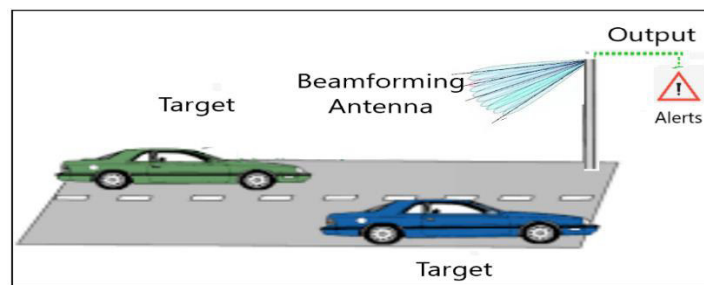 Output
Beamforming
Antenna
Target
Alerts
Target